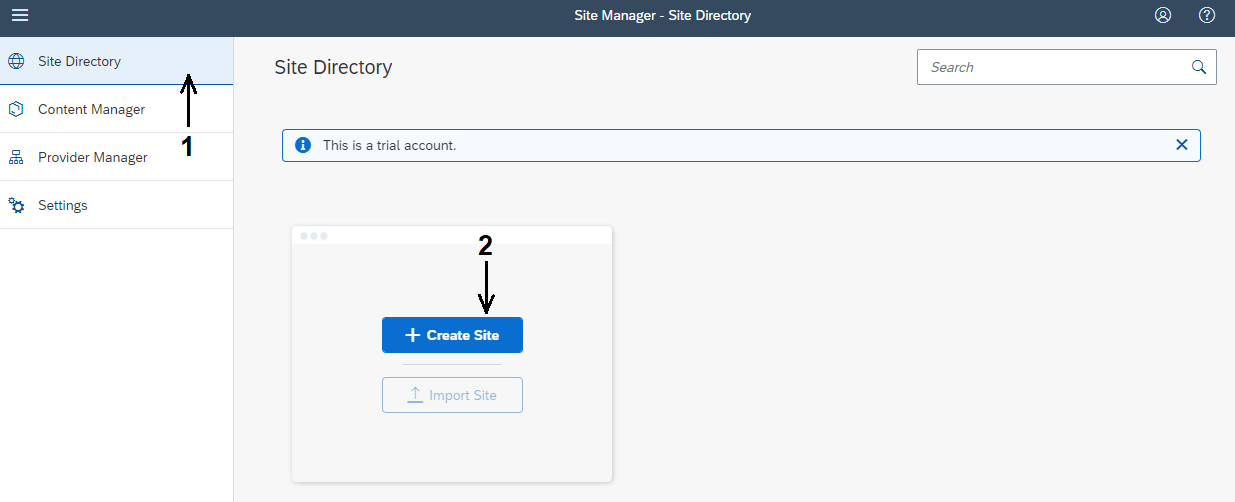 Site Manager - Site Directory
Site Directory
Content Manager
Provider Manager
Settings
1
Site Directory
Search
This is a trial account.
2
Create Site
Import Site